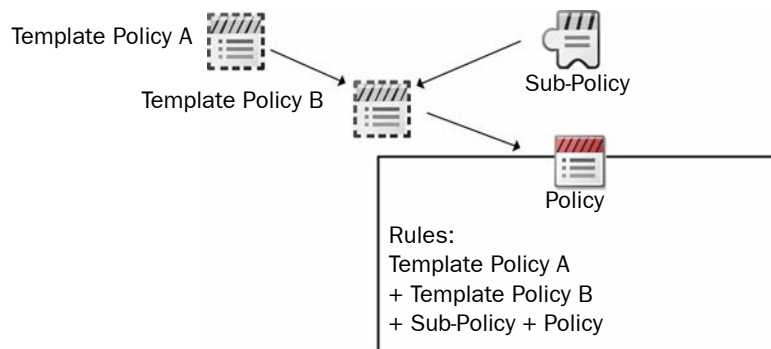 Template Policy A
Sub-Policy
Template Policy B
Policy
Rules:
Template Policy A
+ Template Policy B
+ Sub-Policy + Policy